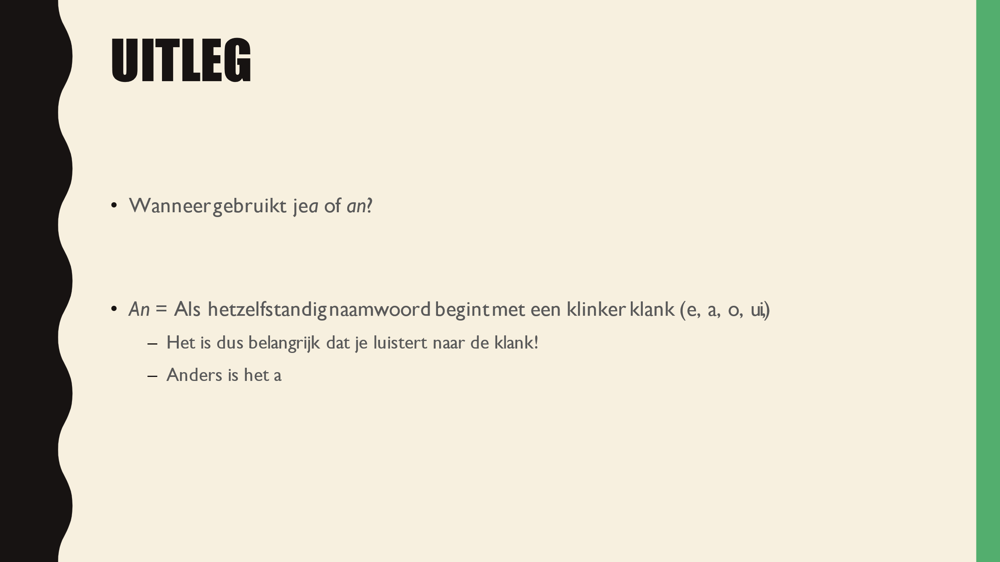 UITLEG
• Wanneer gebruikt je a of an?
• An = Als het zelfstandig naamwoord begint met een klinker klank (e, a, o, u, i)
– Het is dus belangrijk dat je luistert naar de klank!
– Anders is het a